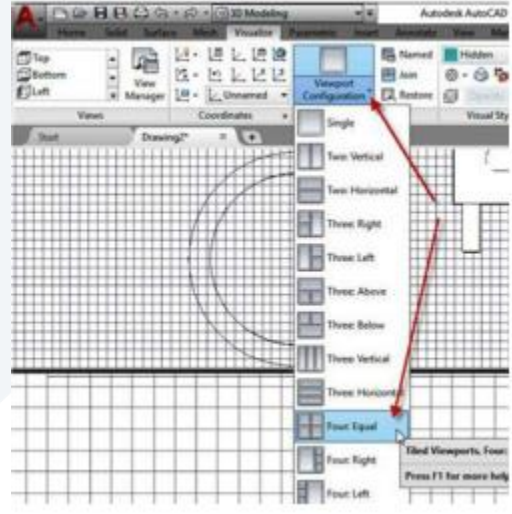 A 3D Modeling Autodesk AutoCAD
Home Solid Surface Mesh Visualize Parametric Insert Annotate View
Top
Bottom
Left
View Manager
Unnamed
Viewport Configuration
Named
Join
Restore
Hidden
Views Coordinates Visual Sty
Start Drawing2*
Single
Two: Vertical
Two: Horizontal
Three: Right
Three: Left
Three: Above
Three: Below
Three: Vertical
Three: Horizontal
Four: Equal
Four: Right
Four: Left
Tiled Viewports, Four:
Press F1 for more help